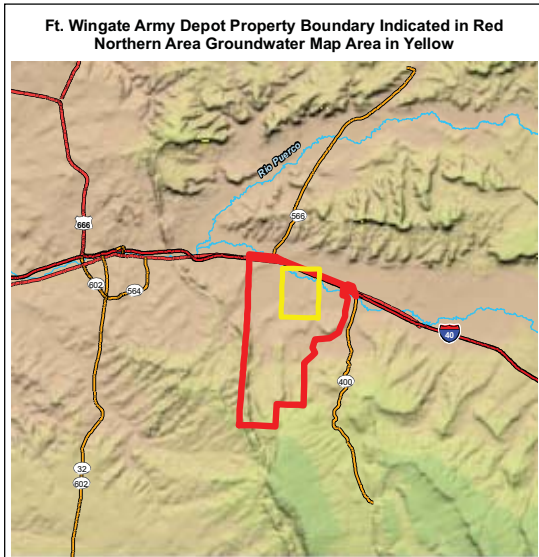 Ft. Wingate Army Depot Property Boundary Indicated in Red
Northern Area Groundwater Map Area in Yellow
Rio Puerco
566
666
602
564
40
400
32
602